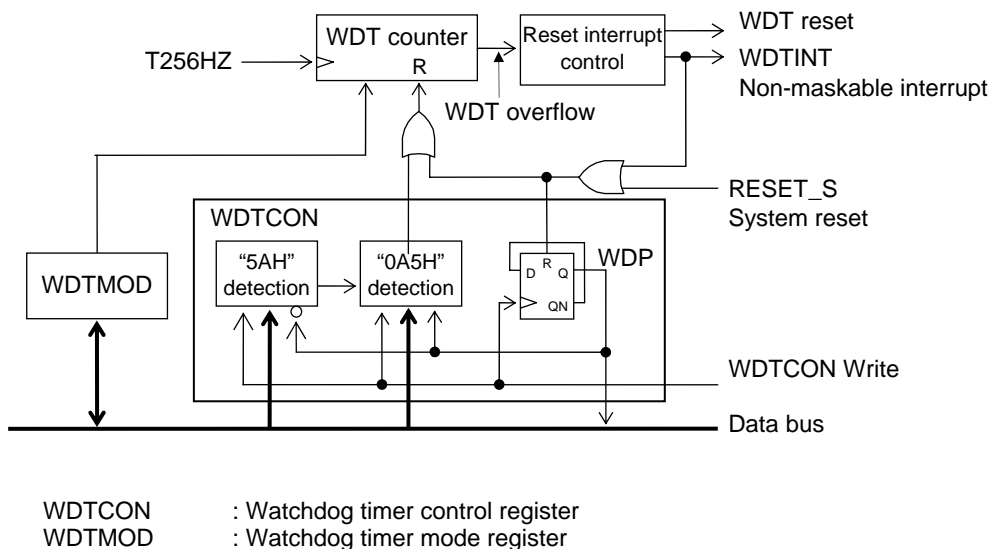 WDT counter
R
T256HZ
Reset interrupt
control
WDT reset
WDTINT
Non-maskable interrupt
WDT overflow
RESET_S
System reset
WDTCON
"5AH"
detection
"0A5H"
detection
WDP
D
R
Q
QN
WDTMOD
WDTCON Write
Data bus
WDTCON : Watchdog timer control register
WDTMOD : Watchdog timer mode register